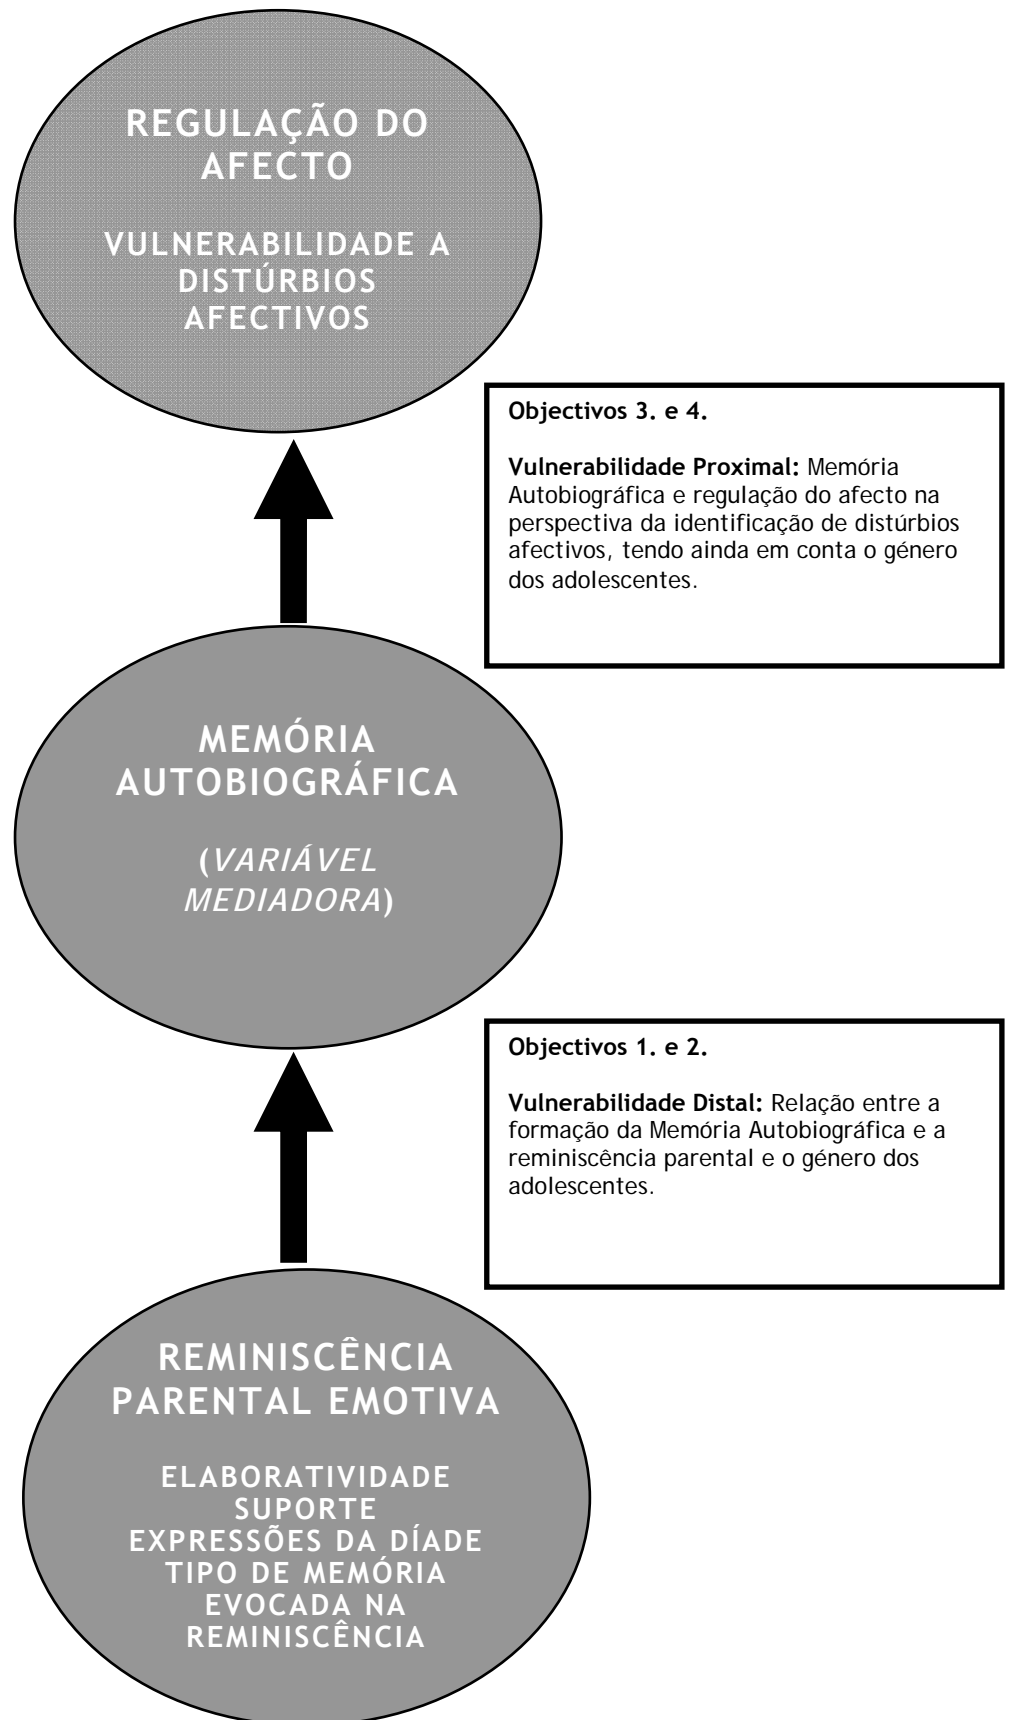 REGULAÇÃO DO
AFECTO
VULNERABILIDADE A
DISTÚRBIOS
AFECTIVOS
Objectivos 3. e 4.
Vulnerabilidade Proximal: Memória
Autobiográfica e regulação do afecto na
perspectiva da identificação de distúrbios
afectivos, tendo ainda em conta o género
dos adolescentes.
MEMÓRIA
AUTOBIOGRÁFICA
(VARIÁVEL
MEDIADORA)
Objectivos 1. e 2.
Vulnerabilidade Distal: Relação entre a
formação da Memória Autobiográfica e a
reminiscência parental e o género dos
adolescentes.
REMINISCÊNCIA
PARENTAL EMOTIVA
ELABORATIVIDADE
SUPORTE
EXPRESSÕES DA DÍADE
TIPO DE MEMÓRIA
EVOCADA NA
REMINISCÊNCIA